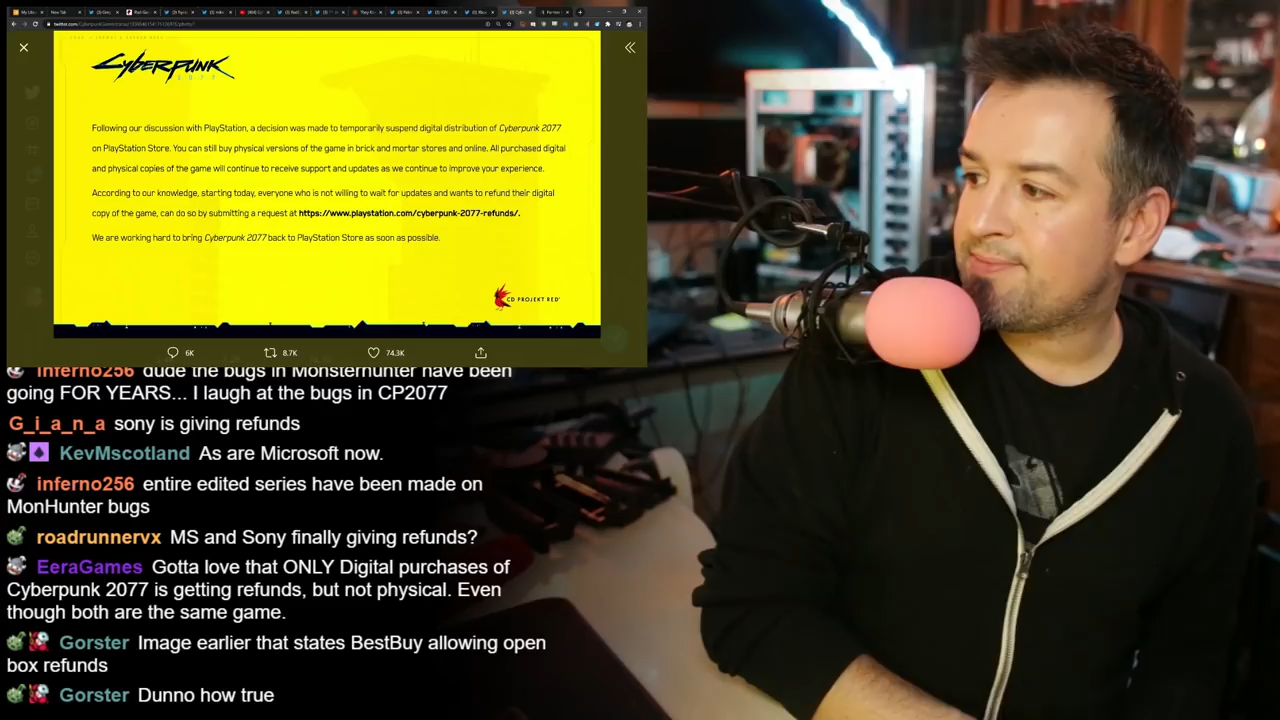 CYBERPUNK
2077
Following our discussion with PlayStation, a decision was made to temporarily suspend digital distribution of Cyberpunk 2077
on PlayStation Store. You can still buy physical versions of the game in brick and mortar stores and online. All purchased digital
and physical copies of the game will continue to receive support and updates as we continue to improve your experience.
According to our knowledge, starting today, everyone who is not willing to wait for updates and wants to refund their digital
copy of the game, can do so by submitting a request at https://www.playstation.com/cyberpunk-2077-refunds/.
We are working hard to bring Cyberpunk 2077 back to PlayStation Store as soon as possible.
CD PROJEKT RED
6K 8.7K 74.3K
inferno256 dude the bugs in Monsterhunter have been
going FOR YEARS... I laugh at the bugs in CP2077
G_i_a_n_a sony is giving refunds
KevMscotland As are Microsoft now.
inferno256 entire edited series have been made on
MonHunter bugs
roadrunnervx MS and Sony finally giving refunds?
EeraGames Gotta love that ONLY Digital purchases of
Cyberpunk 2077 is getting refunds, but not physical. Even
though both are the same game.
Gorster Image earlier that states BestBuy allowing open
box refunds
Gorster Dunno how true